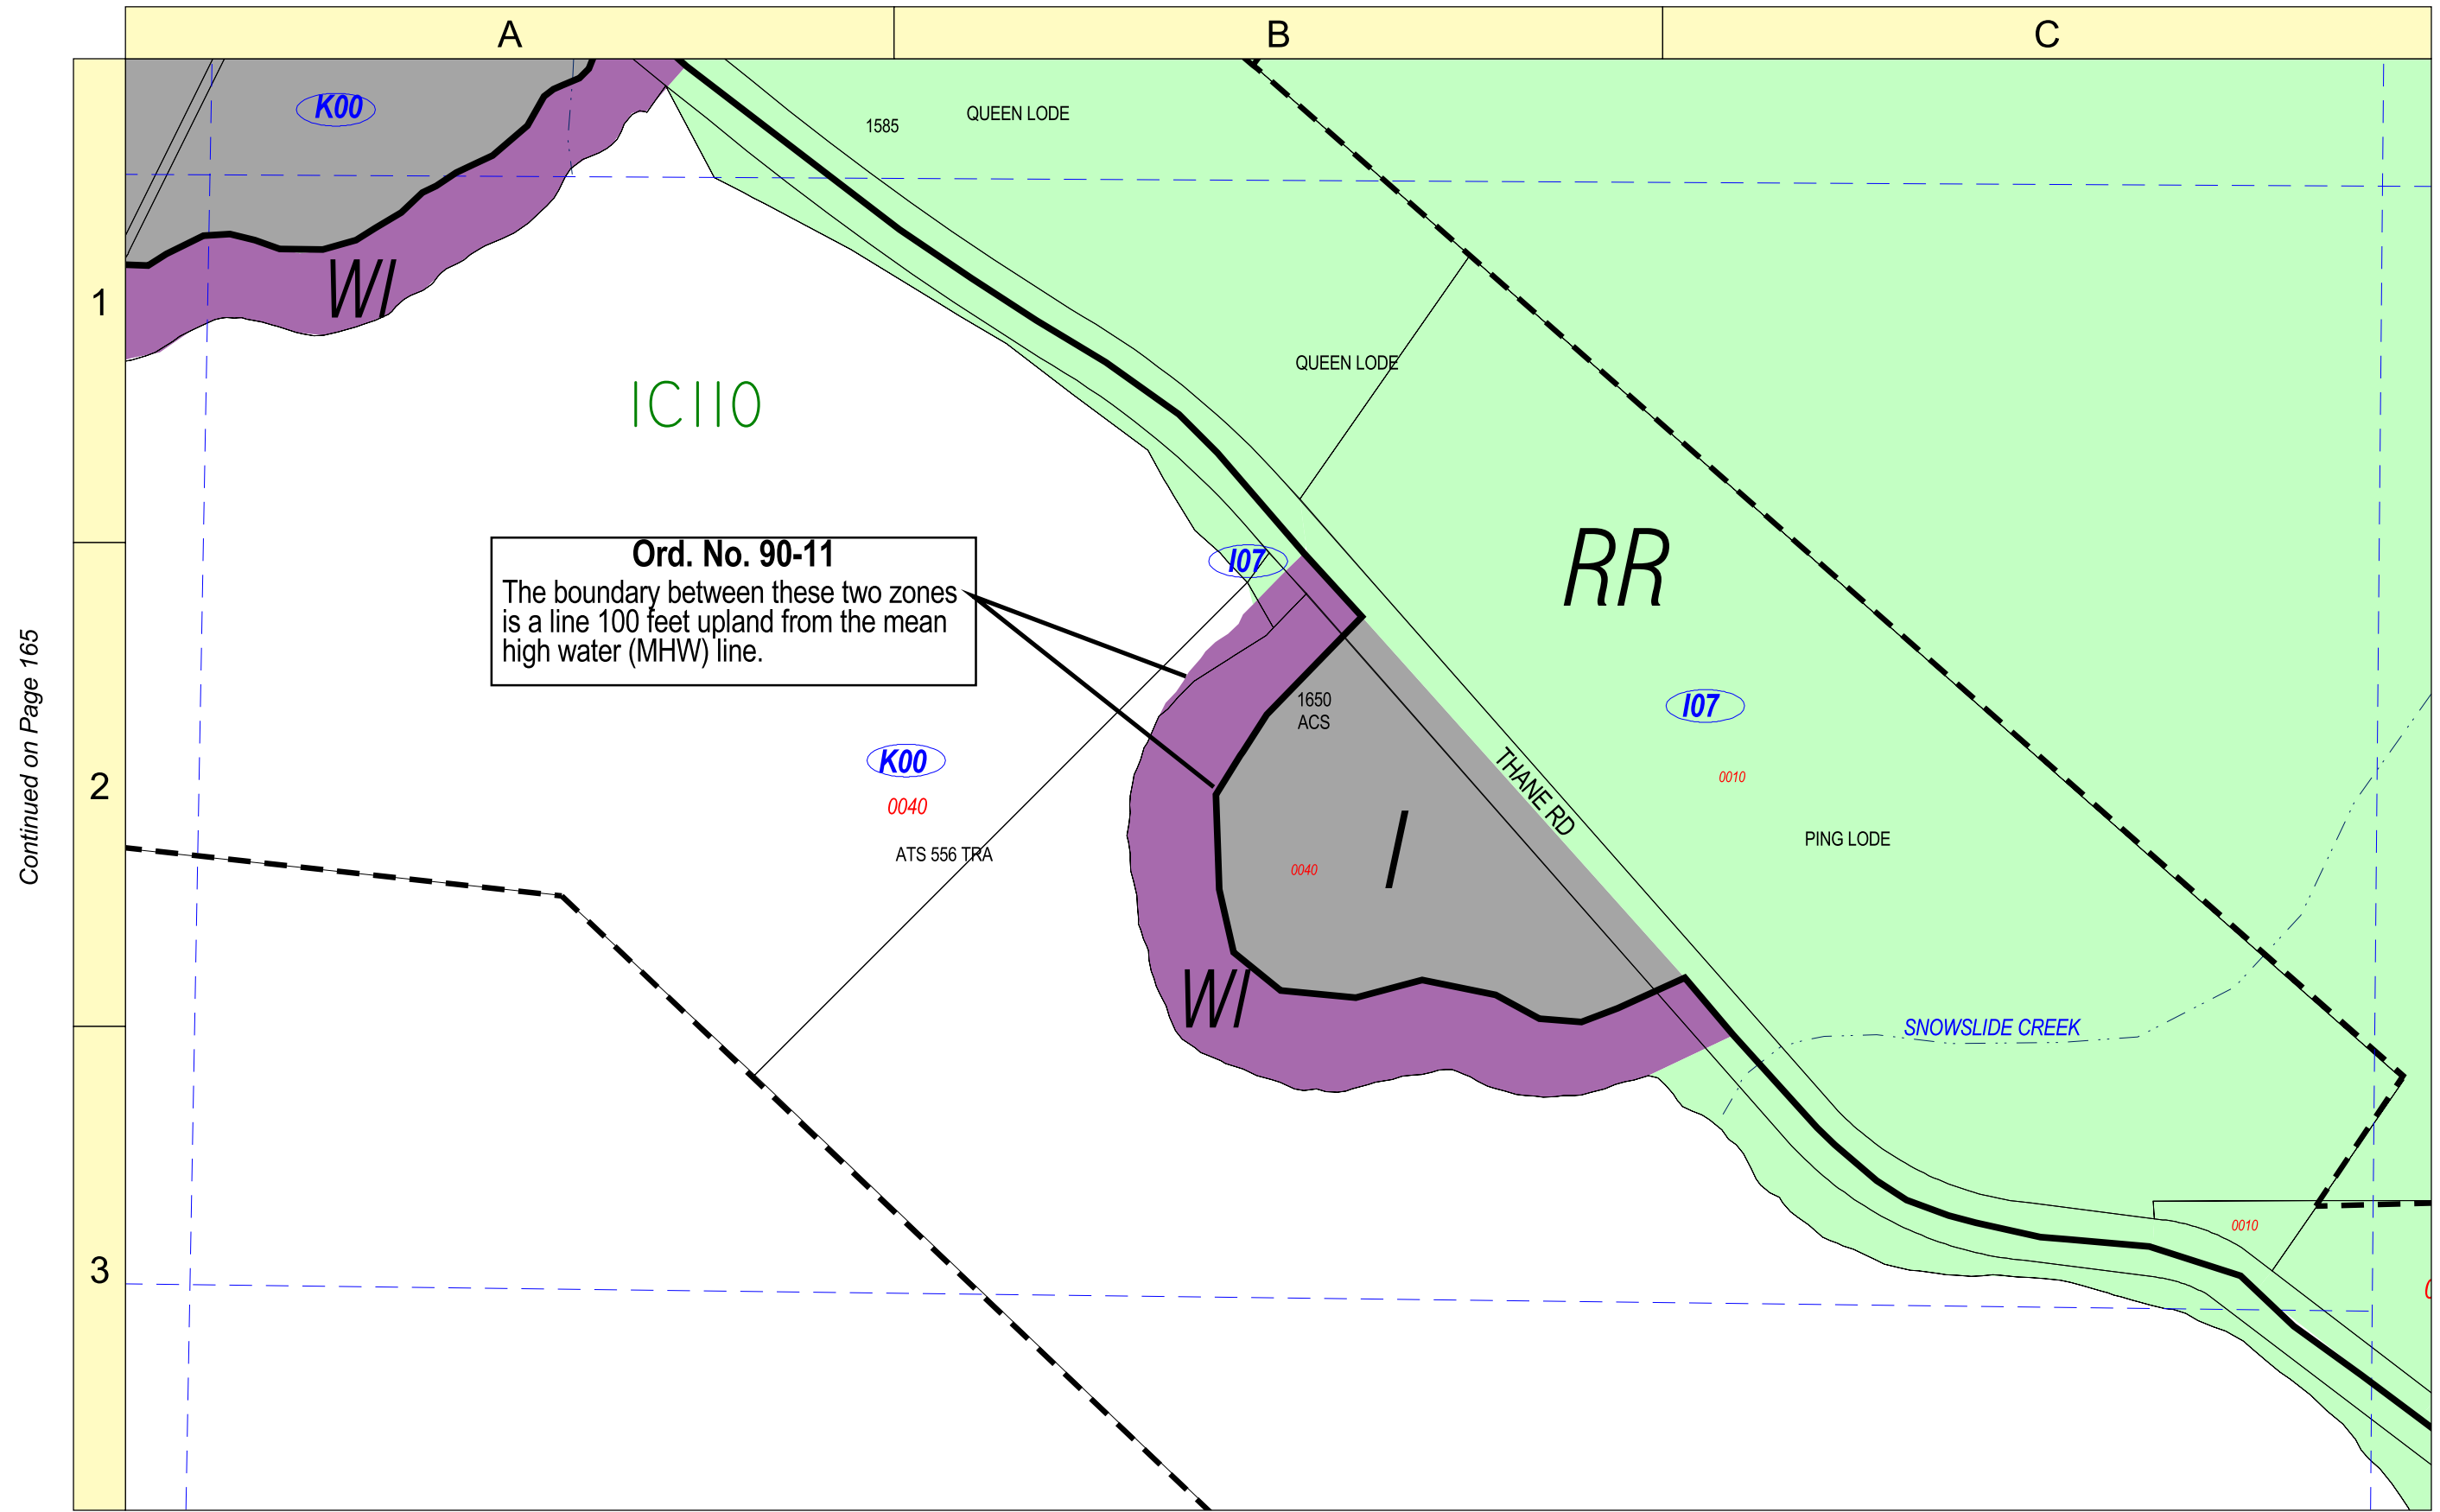 A
B
C
K00
1585
QUEEN LODE
WI
1
QUEEN LODE
1C110
Ord. No. 90-11
The boundary between these two zones
is a line 100 feet upland from the mean
high water (MHW) line.
I07
RR
Continued on Page 165
1650
ACS
I07
K00
0040
THANE RD
0010
2
ATS 556 TRA
0040
I
PING LODE
WI
SNOWSLIDE CREEK
0010
3